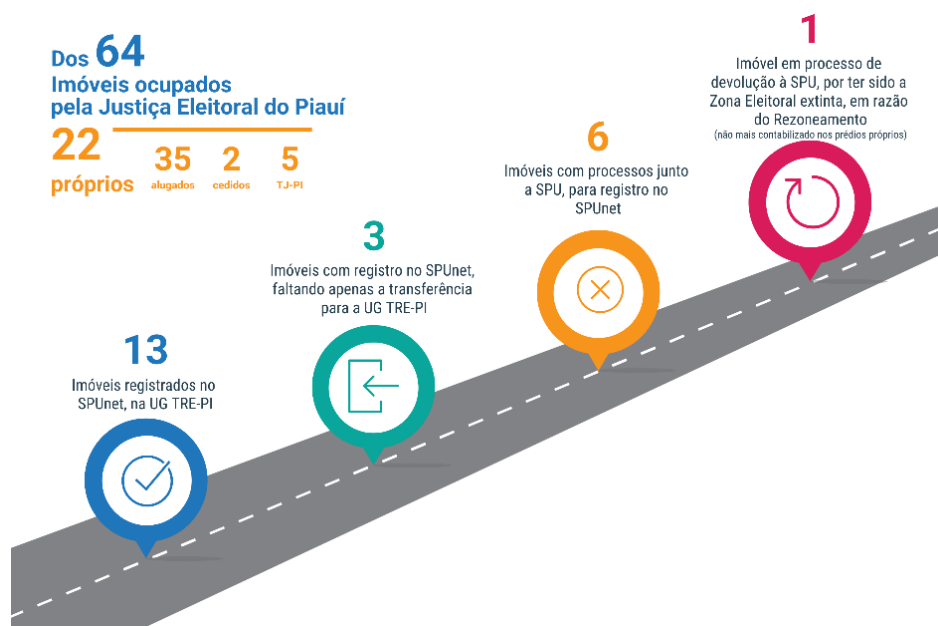 Dos 64
Imóveis ocupados
pela Justiça Eleitoral do Piauí
22
próprios
35
alugados
2
cedidos
5
TJ-PI
13
Imóveis registrados no
SPUnet, na UG TRE-PI
3
Imóveis com registro no SPUnet,
faltando apenas a transferência
para a UG TRE-PI
6
Imóveis com processos junto
a SPU, para registro no
SPUnet
1
Imóvel em processo de
devolução à SPU, por ter sido a
Zona Eleitoral extinta, em razão
do Rezoneamento
(não mais contabilizado nos prédios próprios)